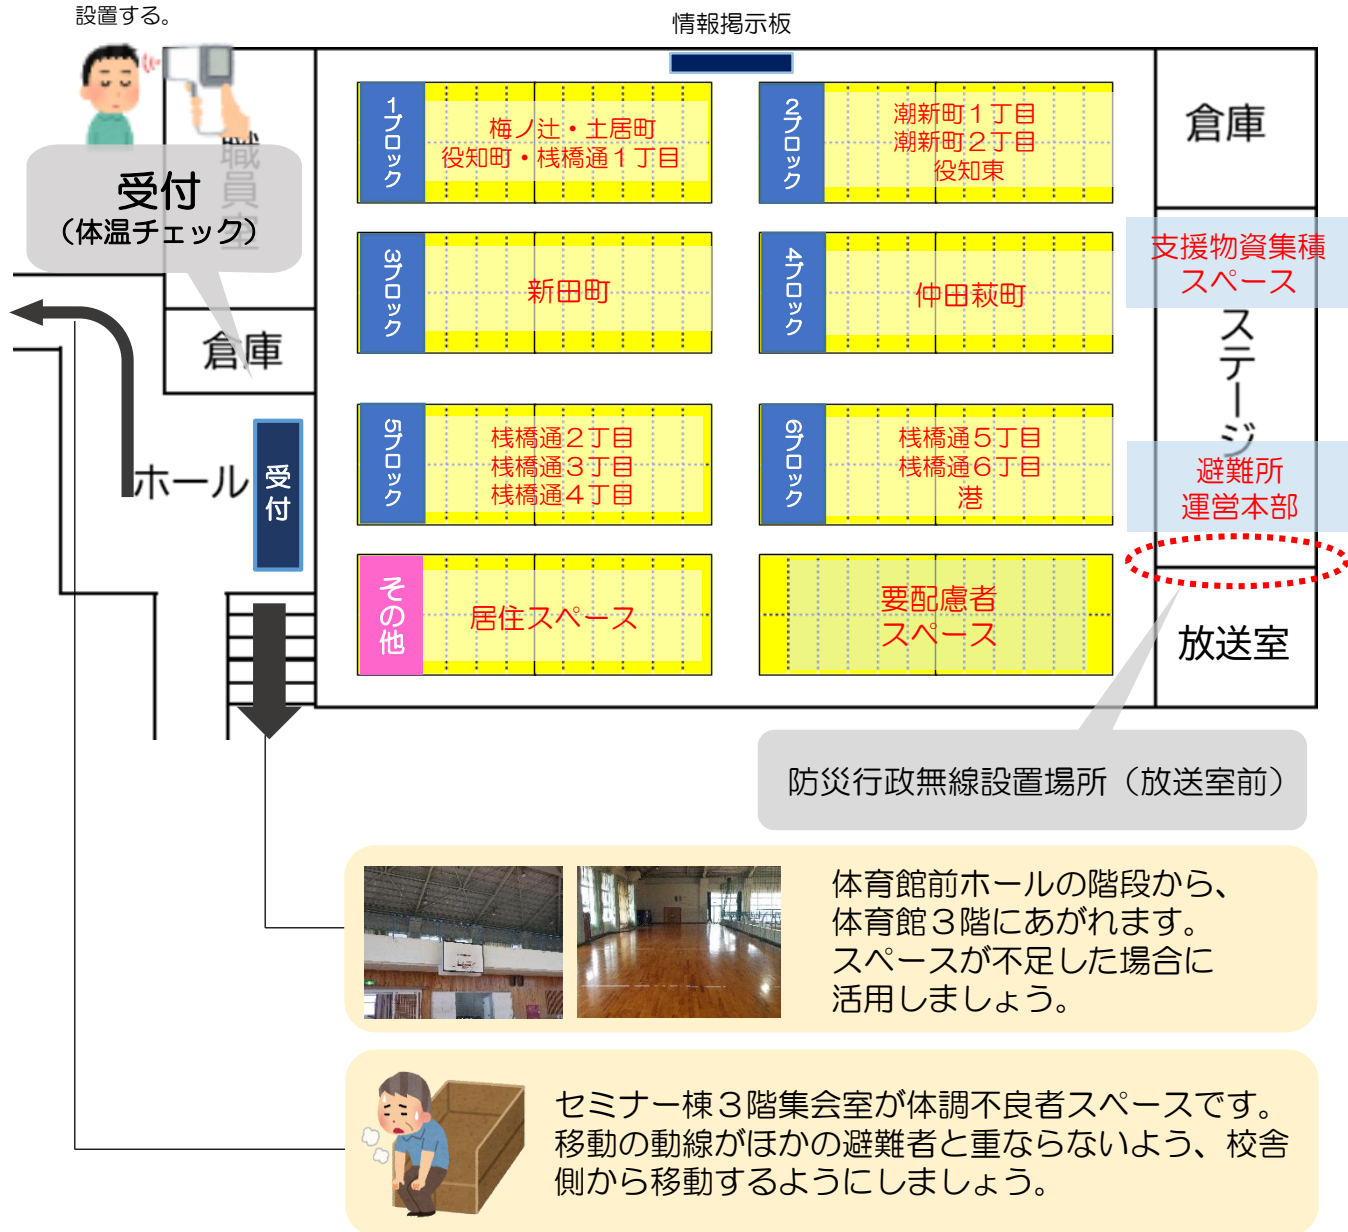 設置する。
情報掲示板
職員室
受付
（体温チェック）
倉庫
ホール
受付
1ブロック
梅ノ辻・土居町
役知町・桟橋通１丁目
2ブロック
潮新町１丁目
潮新町２丁目
役知東
3ブロック
新田町
4ブロック
仲田萩町
5ブロック
桟橋通２丁目
桟橋通３丁目
桟橋通４丁目
6ブロック
桟橋通５丁目
桟橋通６丁目
港
その他
居住スペース
要配慮者
スペース
倉庫
支援物資集積
スペース
ステージ
避難所
運営本部
放送室
防災行政無線設置場所（放送室前）
体育館前ホールの階段から、
体育館３階にあがれます。
スペースが不足した場合に
活用しましょう。
セミナー棟３階集会室が体調不良者スペースです。
移動の動線がほかの避難者と重ならないよう、校舎
側から移動するようにしましょう。